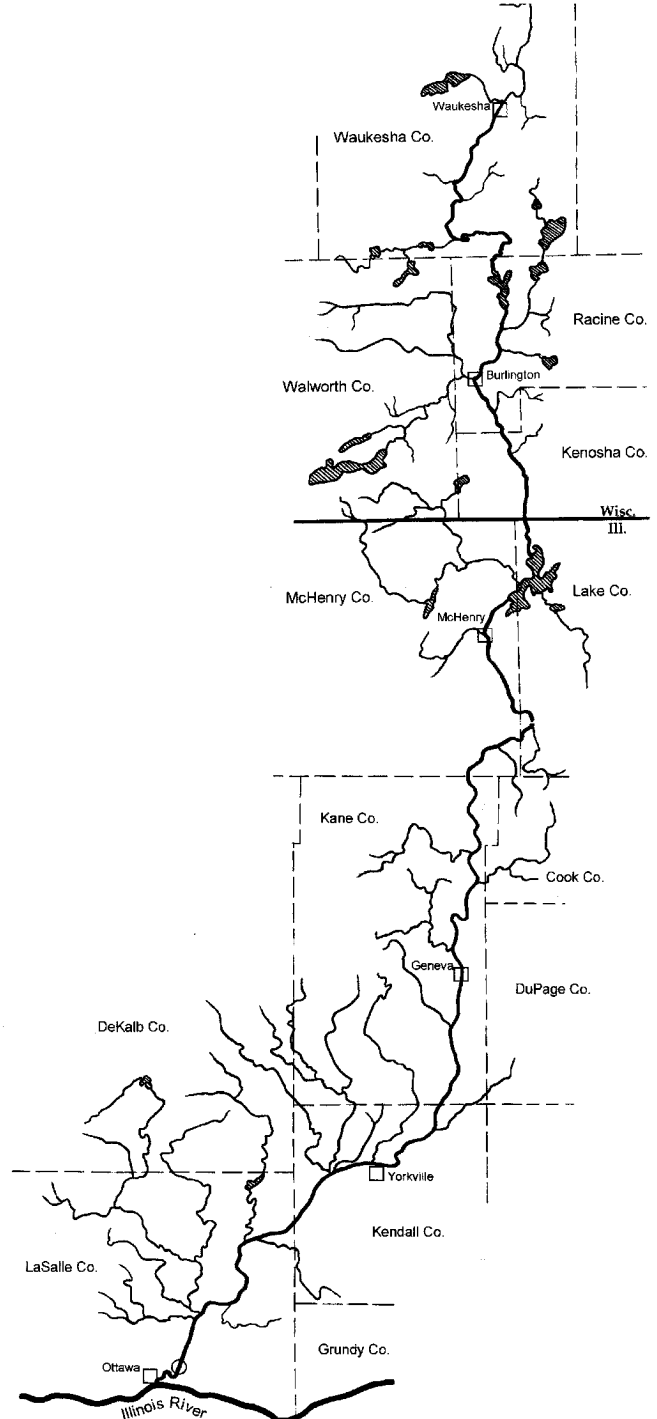 Waukesha
Waukesha Co.
Racine Co.
Burlington
Walworth Co.
Kenosha Co.
Wisc.
Ill.
McHenry Co.
Lake Co.
McHenry
Kane Co.
Cook Co.
Geneva
DuPage Co.
DeKalb Co.
Yorkville
Kendall Co.
LaSalle Co.
Grundy Co.
Ottawa
Illinois River